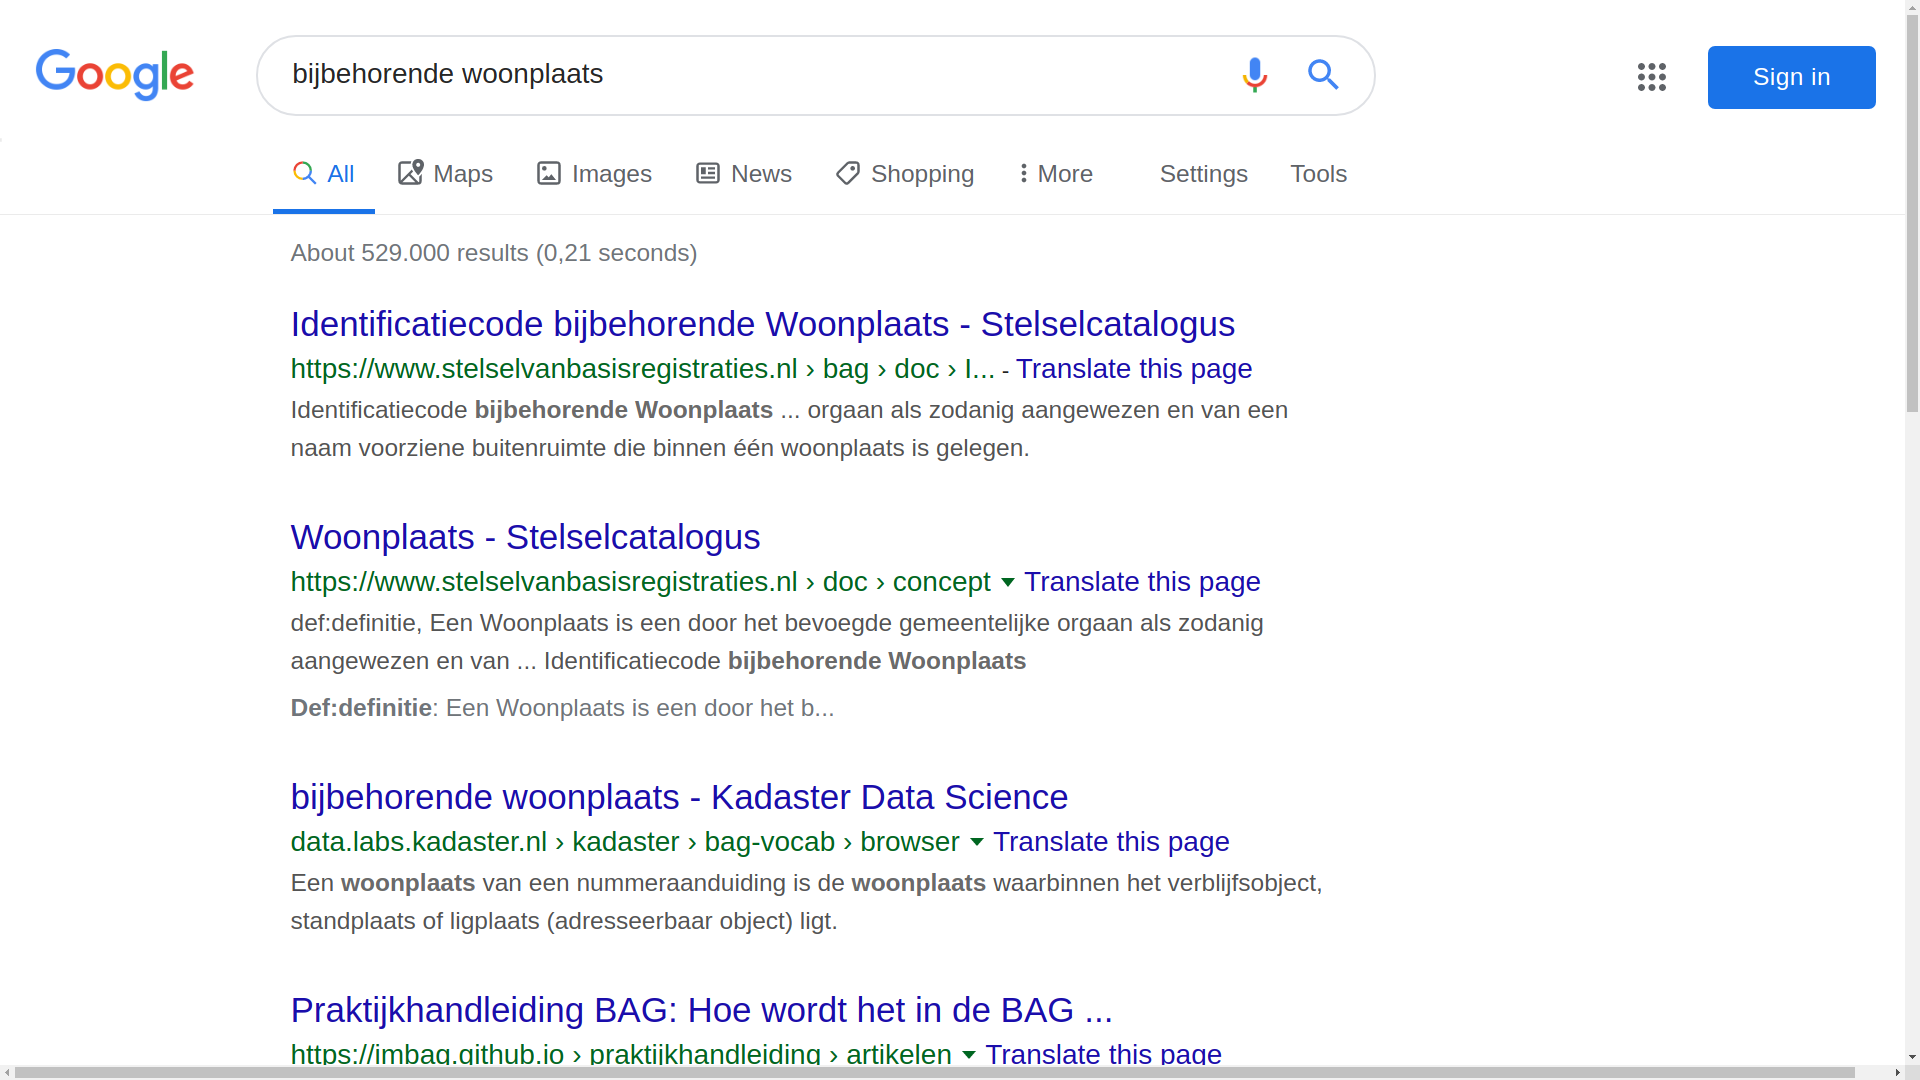 Google
bijbehorende woonplaats
Sign in
All Maps Images News Shopping More Settings Tools
About 529.000 results (0,21 seconds)
Identificatiecode bijbehorende Woonplaats - Stelselcatalogus
https://www.stelselvanbasisregistraties.nl › bag › doc › I... - Translate this page
Identificatiecode bijbehorende Woonplaats ... orgaan als zodanig aangewezen en van een
naam voorziene buitenruimte die binnen één woonplaats is gelegen.
Woonplaats - Stelselcatalogus
https://www.stelselvanbasisregistraties.nl › doc › concept Translate this page
def:definitie, Een Woonplaats is een door het bevoegde gemeentelijke orgaan als zodanig
aangewezen en van ... Identificatiecode bijbehorende Woonplaats
Def:definitie: Een Woonplaats is een door het b...
bijbehorende woonplaats - Kadaster Data Science
data.labs.kadaster.nl › kadaster › bag-vocab › browser Translate this page
Een woonplaats van een nummeraanduiding is de woonplaats waarbinnen het verblijfsobject,
standplaats of ligplaats (adresseerbaar object) ligt.
Praktijkhandleiding BAG: Hoe wordt het in de BAG ...
https://imbag.github.io › praktijkhandleiding › artikelen Translate this page